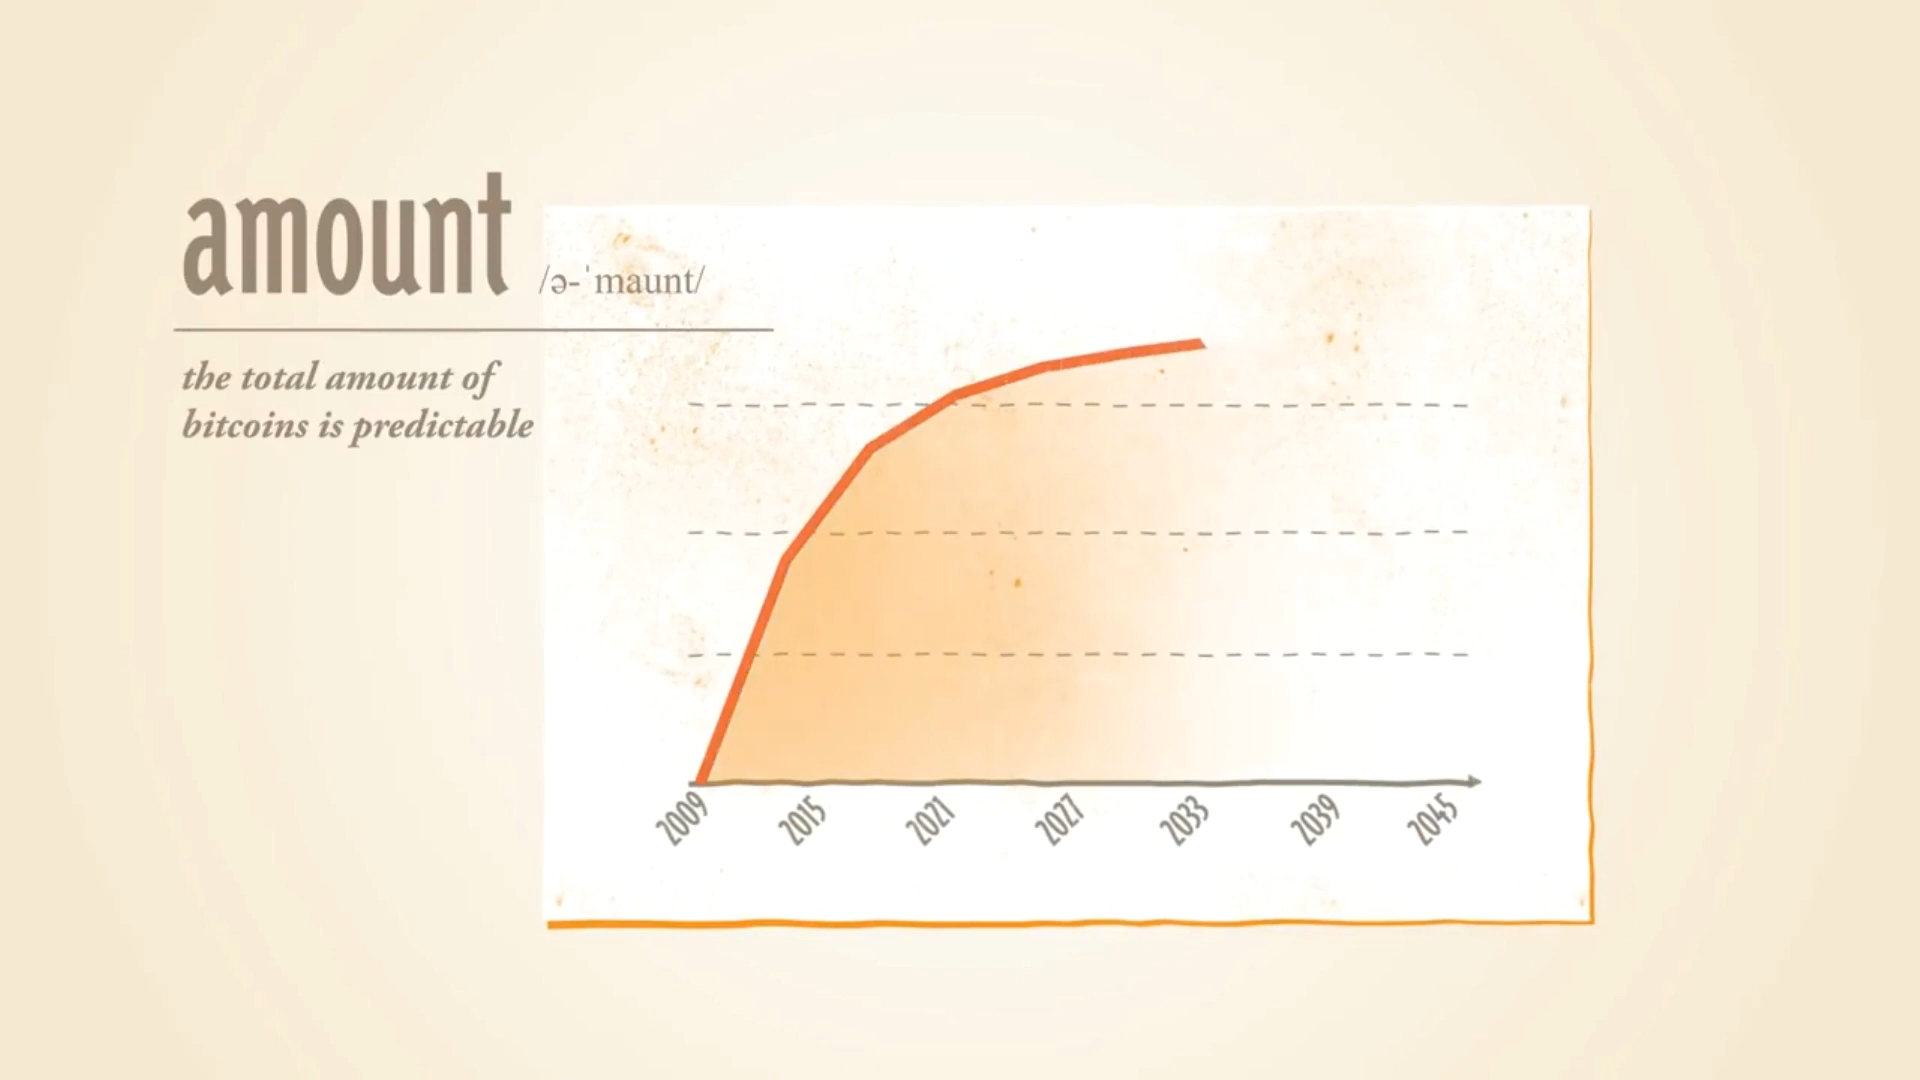 amount /ɔ-ˈmaunt/
the total amount of
bitcoins is predictable
2009 2015 2021 2027 2033 2039 2045